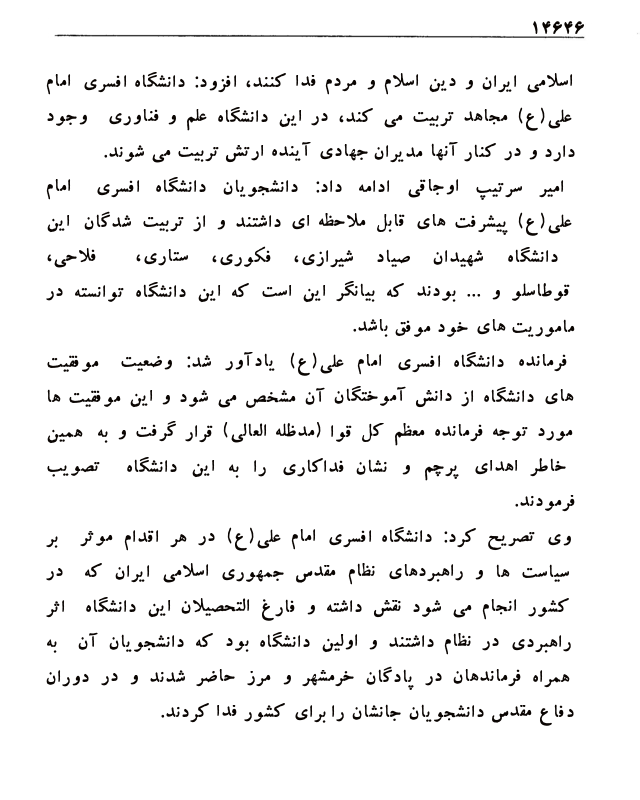 ۱۴۶۴۶
اسلامی ایران و دین اسلام و مردم فدا کنند، افزود: دانشگاه افسری امام
علی(ع) مجاهد تربیت می کند، در این دانشگاه علم و فناوری وجود
دارد و در کنار آنها مدیران جهادی آینده ارتش تربیت می شوند.
امیر سرتیپ اوجاقی ادامه داد: دانشجویان دانشگاه افسری امام
علی(ع) پیشرفت های قابل ملاحظه ای داشتند و از تربیت شدگان این
دانشگاه شهیدان صیاد شیرازی، فکوری، ستاری، فلاحی،
قوطاسلو و ... بودند که بیانگر این است که این دانشگاه توانسته در
ماموریت های خود موفق باشد.
فرمانده دانشگاه افسری امام علی(ع) یادآور شد: وضعیت موفقیت
های دانشگاه از دانش آموختگان آن مشخص می شود و این موفقیت ها
مورد توجه فرمانده معظم کل قوا (مدظله العالی) قرار گرفت و به همین
خاطر اهدای پرچم و نشان فداکاری را به این دانشگاه تصویب
فرمودند.
وی تصریح کرد: دانشگاه افسری امام علی(ع) در هر اقدام موثر بر
سیاست ها و راهبردهای نظام مقدس جمهوری اسلامی ایران که در
کشور انجام می شود نقش داشته و فارغ التحصیلان این دانشگاه اثر
راهبردی در نظام داشتند و اولین دانشگاه بود که دانشجویان آن به
همراه فرماندهان در پادگان خرمشهر و مرز حاضر شدند و در دوران
دفاع مقدس دانشجویان جانشان را برای کشور فدا کردند.